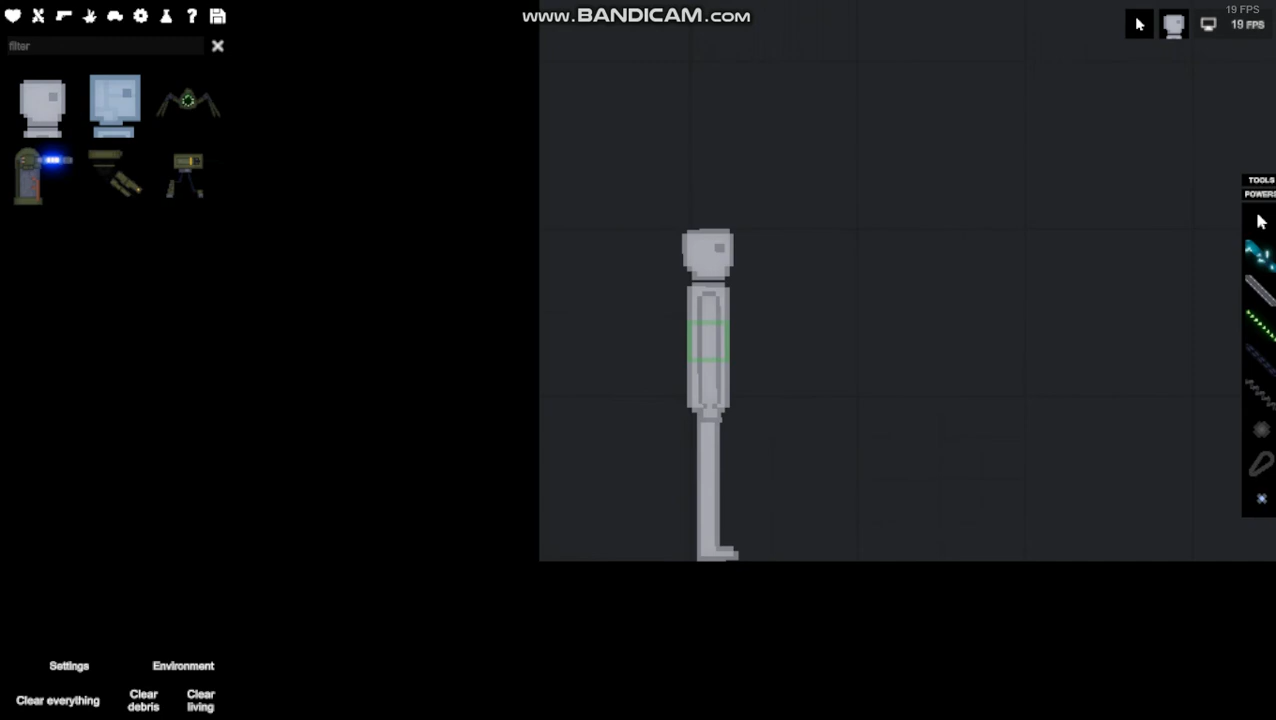 www.BANDICAM.com
19 FPS
19 FPS
filter
TOOLS
POWERS
Settings
Environment
Clear everything
Clear debris
Clear living